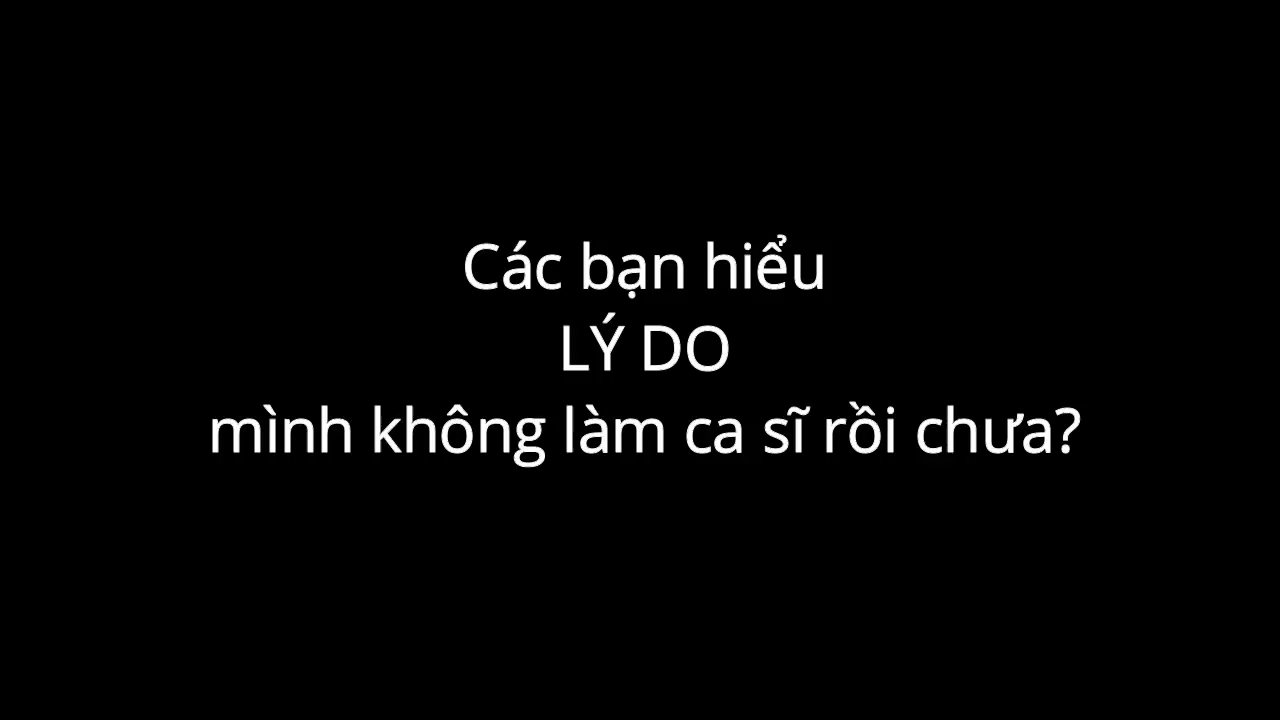 Các bạn hiểu
LÝ DO
mình không làm ca sĩ rồi chưa?